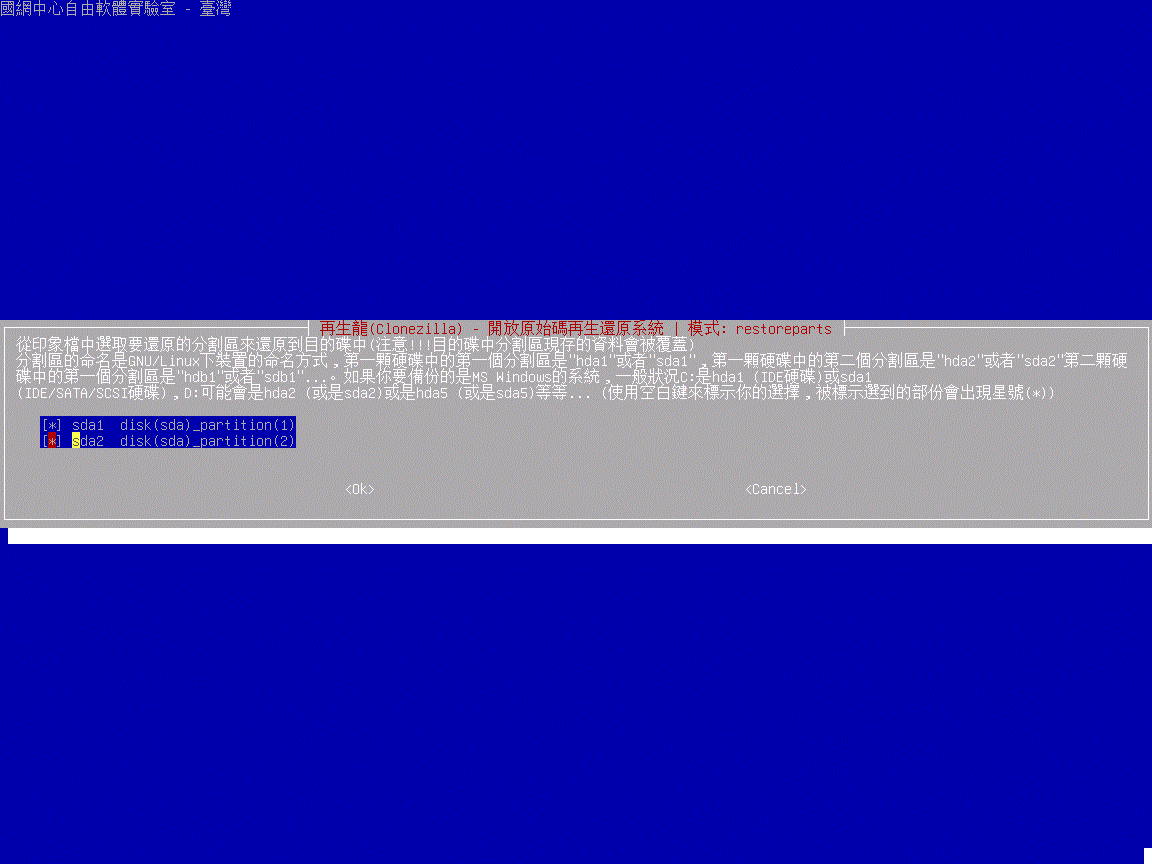 國網中心自由軟體實驗室 - 臺灣
再生龍(Clonezilla) - 開放原始碼再生還原系統 | 模式: restoreparts
從印象檔中選取要還原的分割區來還原到目的碟中(注意!!!目的碟中分割區現存的資料會被覆蓋)
分割區的命名是GNU/Linux下裝置的命名方式，第一顆硬碟中的第一個分割區是"hda1"或者"sda1"，第一顆硬碟中的第二個分割區是"hda2"或者"sda2"第二顆硬
碟中的第一個分割區是"hdb1"或者"sdb1"...。如果你要備份的是MS Windows的系統，一般狀况C:是hda1 (IDE硬碟)或sda1
(IDE/SATA/SCSI硬碟)，D:可能會是hda2 (或是sda2)或是hda5 (或是sda5)等等... (使用空白鍵來標示你的選擇，被標示選到的部份會出現星號(*))
[*] sda1  disk(sda)_partition(1)
[*] sda2  disk(sda)_partition(2)
<Ok> <Cancel>